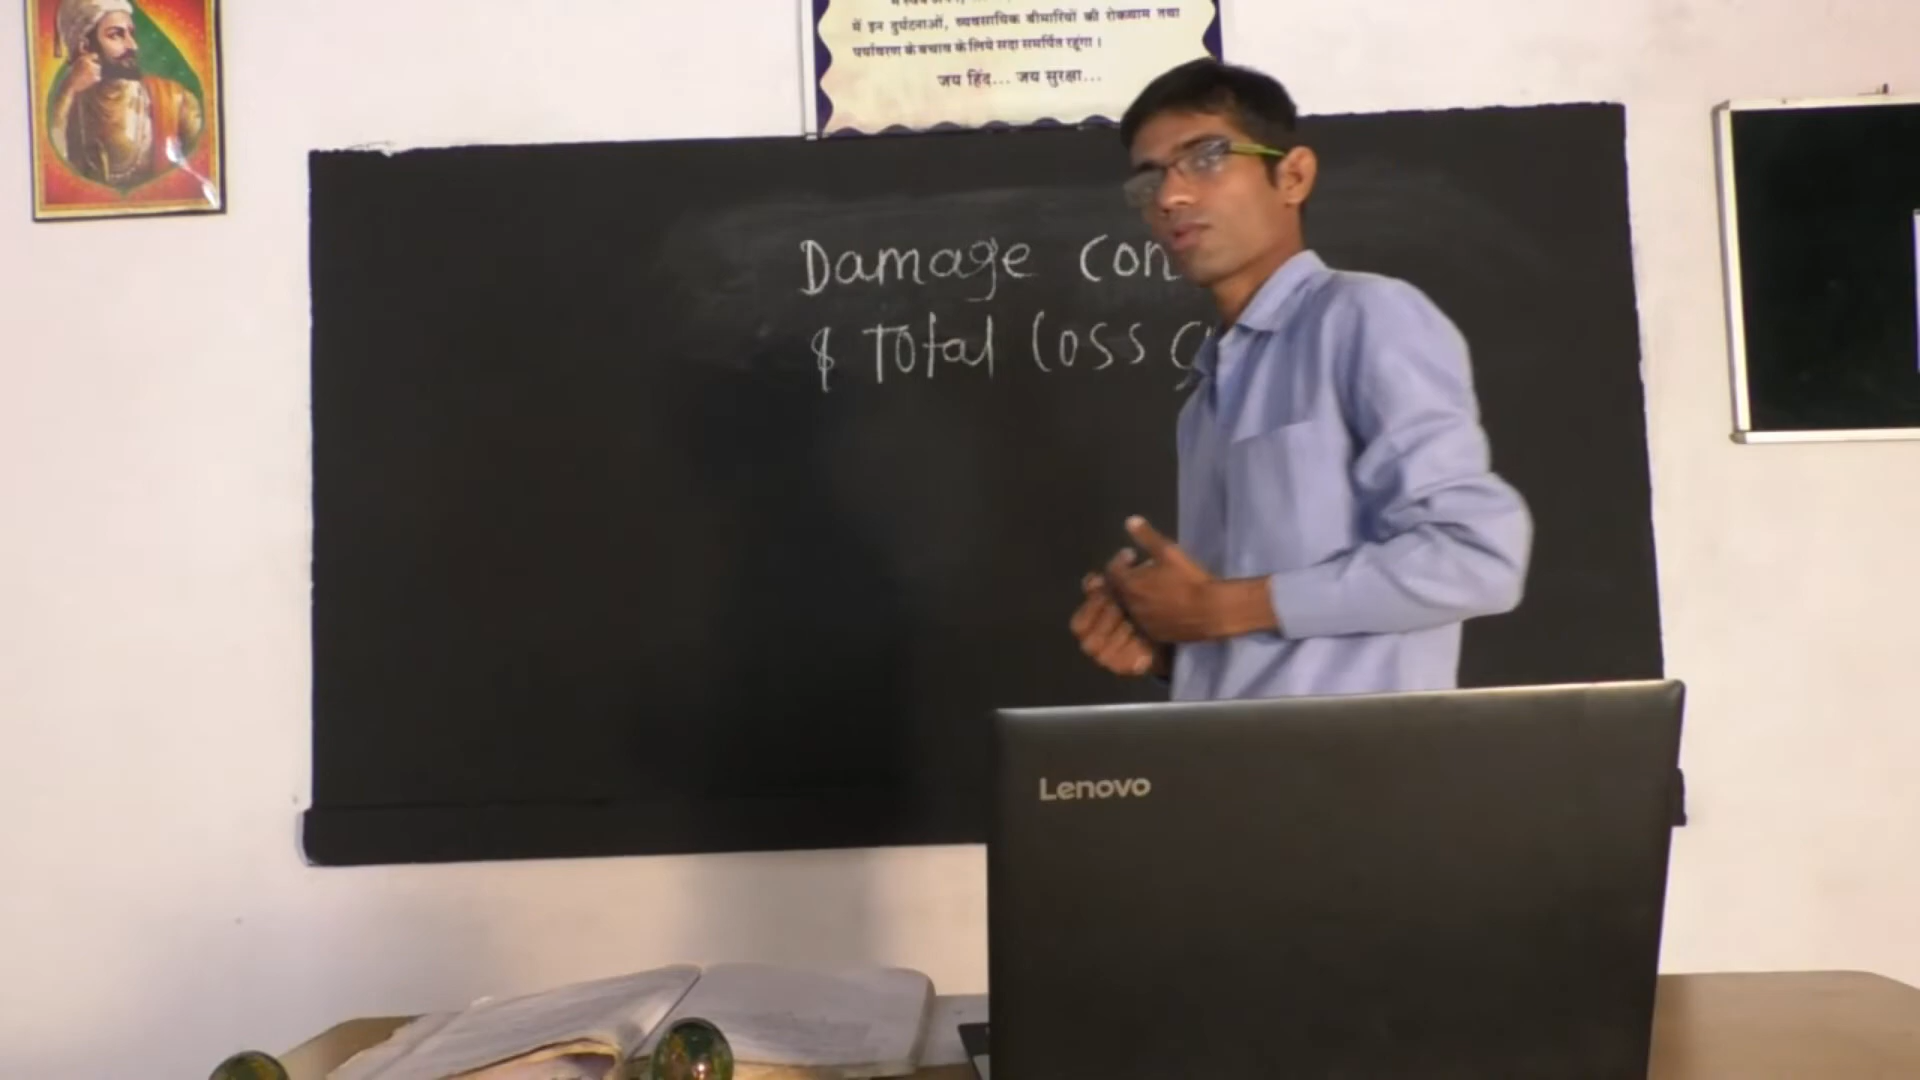 में इन दुर्घटनाओं, व्यवसायिक बीमारियों की रोकथाम तथा
पर्यावरण के बचाव के लिये सदा समर्पित रहूंगा।
जय हिंद... जय सुरक्षा...
Damage Con
& Total Loss C
Lenovo